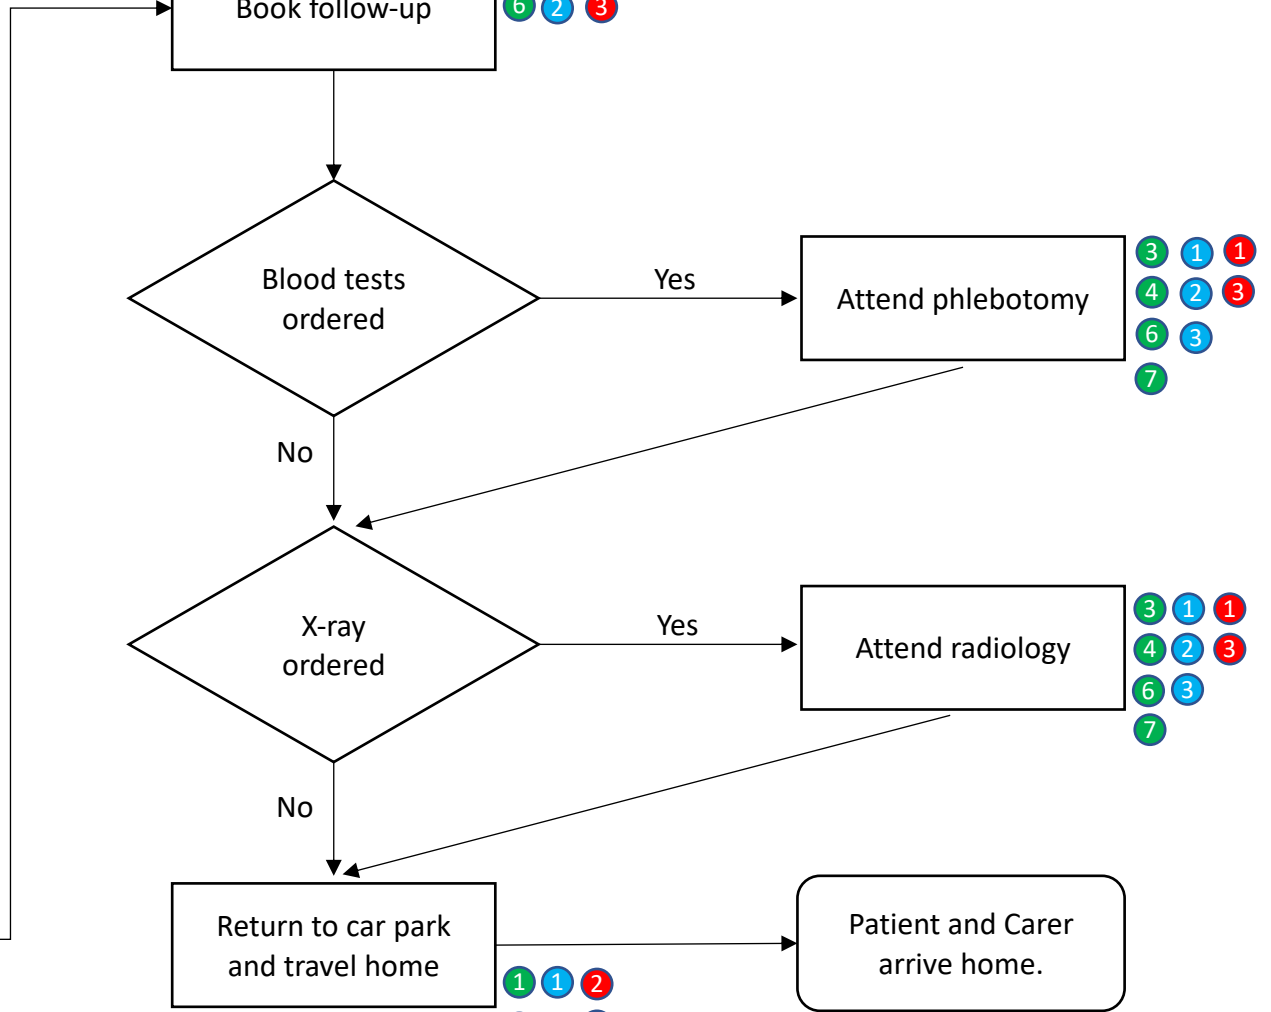 Book follow-up
6 2 3
Blood tests
ordered
Yes
Attend phlebotomy
3 1 1
4 2 3
6 3
7
No
X-ray
ordered
Yes
Attend radiology
3 1 1
4 2 3
6 3
7
No
Return to car park
and travel home
1 1 2
Patient and Carer
arrive home.